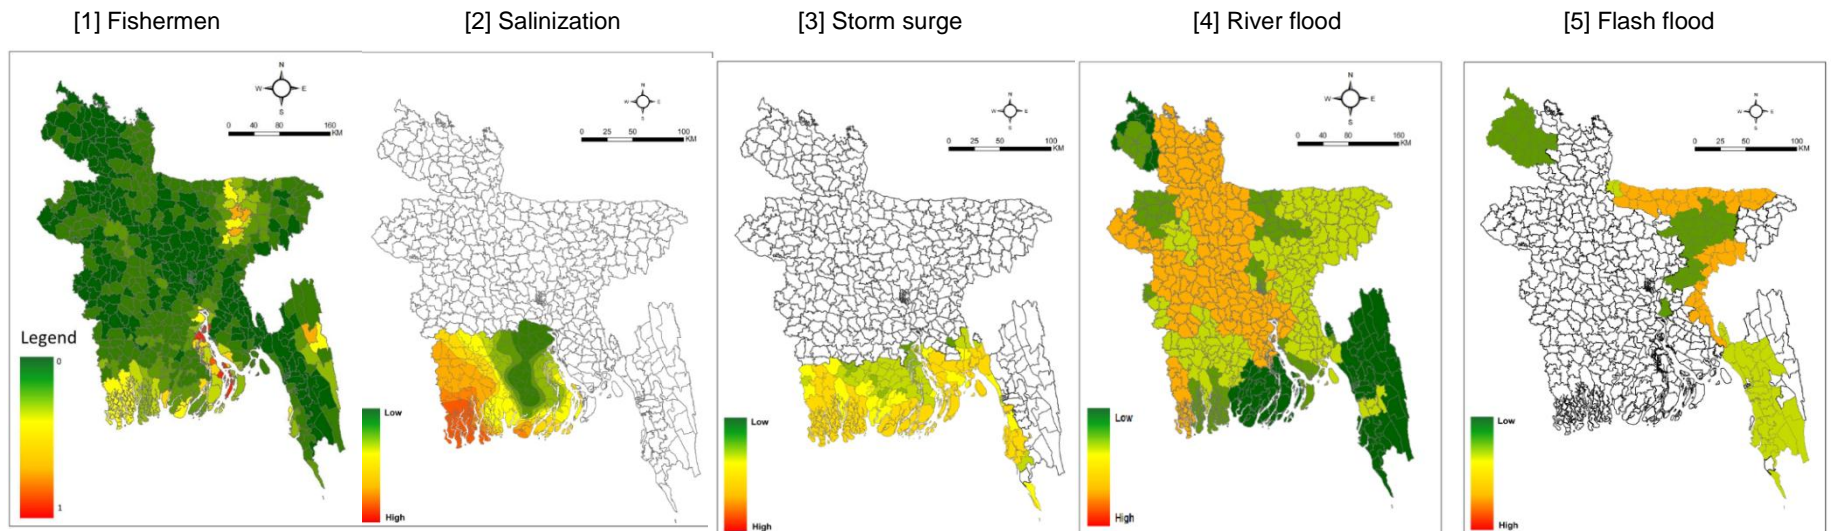 [1] Fishermen
[2] Salinization
[3] Storm surge
[4] River flood
[5] Flash flood
N
W E
S
0 40 80 160
KM
Legend
0
1
N
W E
S
0 25 50 100
KM
Low
High
N
W E
S
0 25 50 100
KM
Low
High
N
W E
S
0 40 80 160
KM
Low
High
N
W E
S
0 25 50 100
KM
Low
High